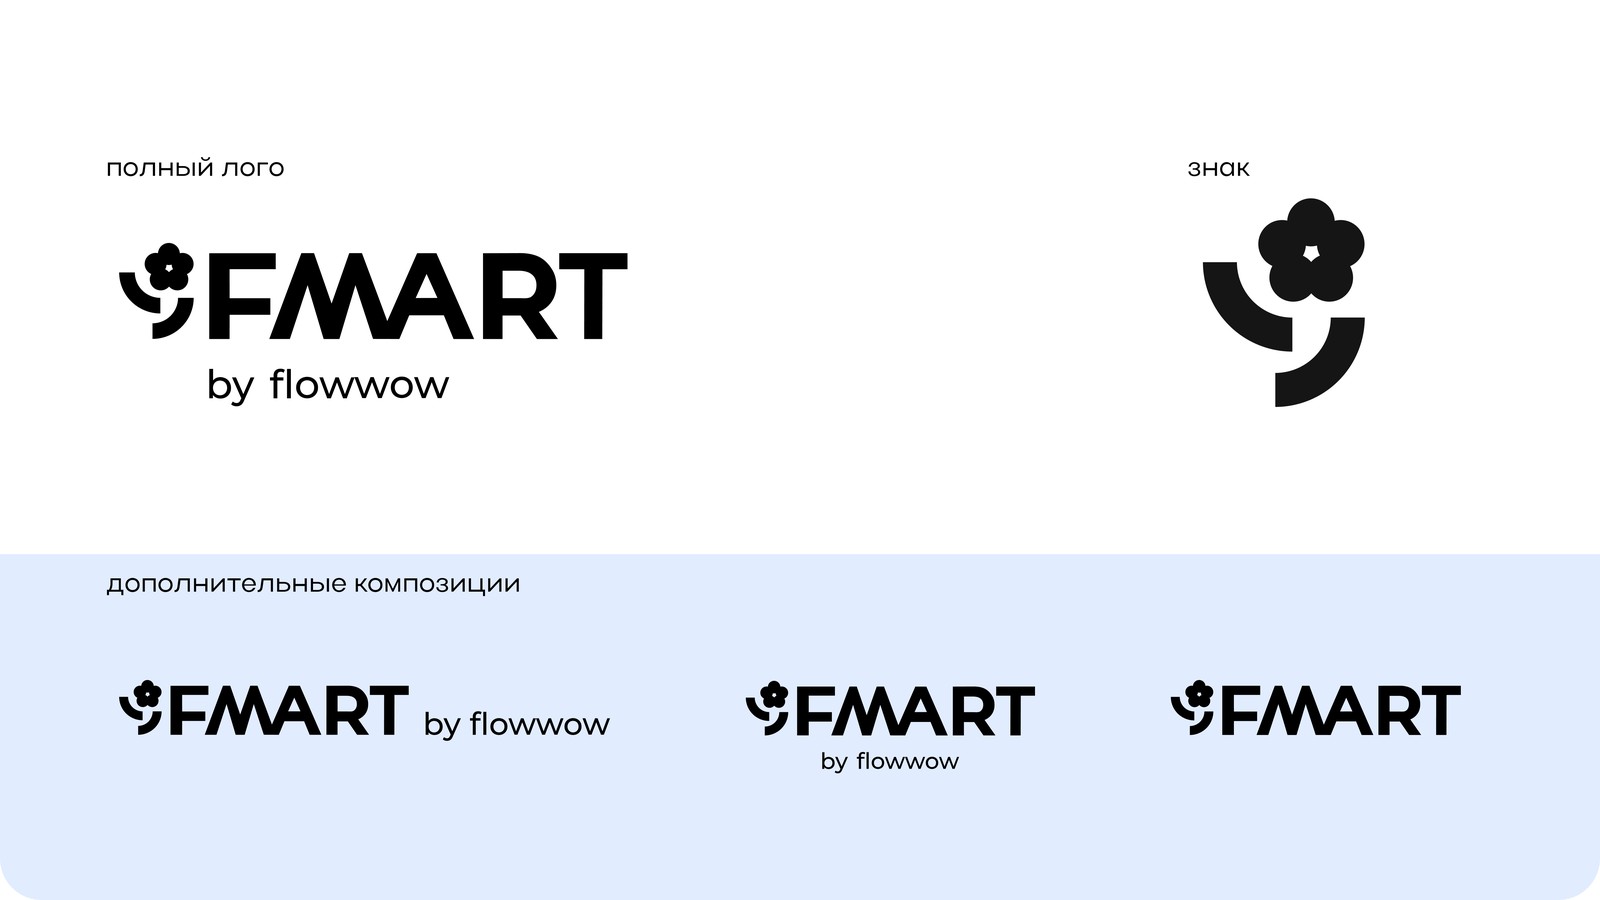 полный лого
знак
FMART
by flowwow
дополнительные композиции
FMART by flowwow
FMART
by flowwow
FMART